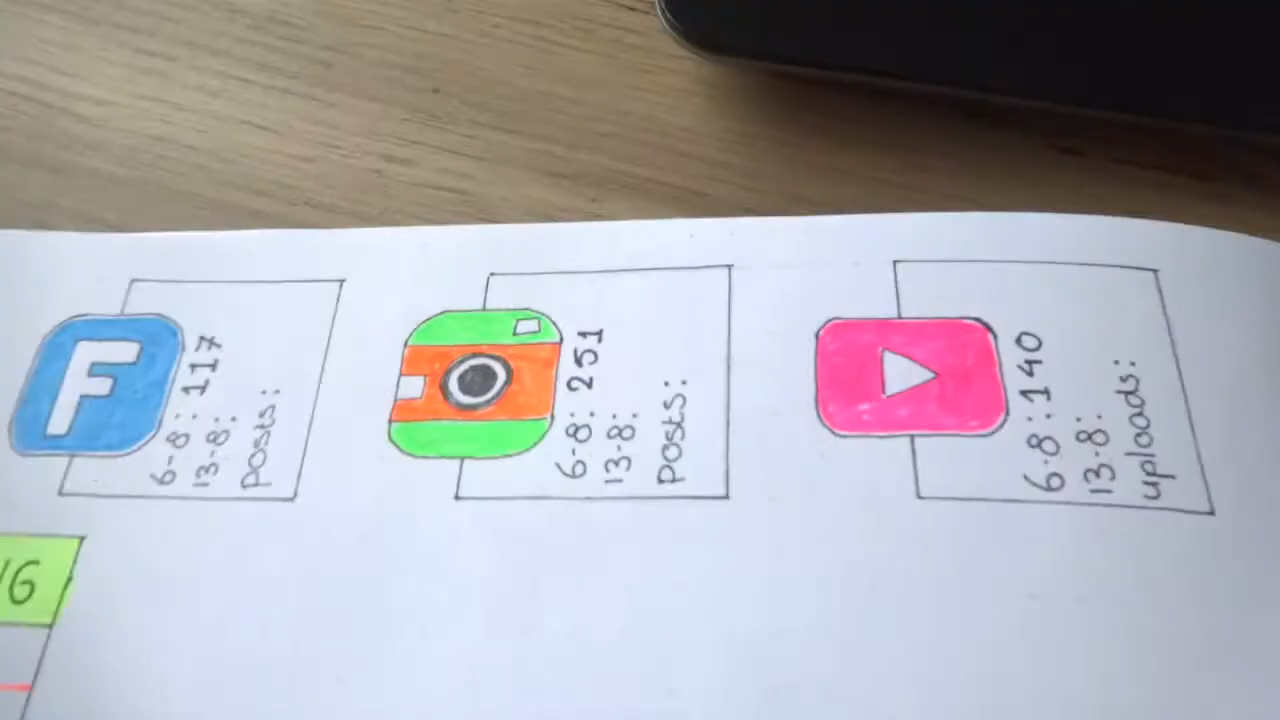 F
6-8: 117
13-8:
posts:
6-8: 251
13-8:
posts:
6-8: 140
13-8:
uploads: